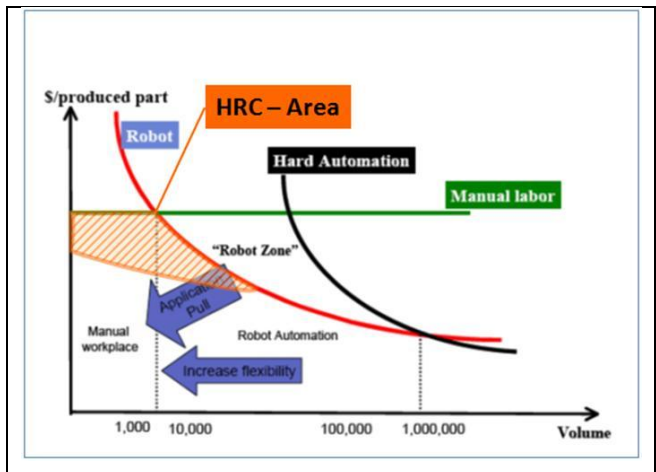 $/produced part
HRC – Area
Robot
Hard Automation
Manual labor
“Robot Zone”
Application
Pull
Manual
workplace
Robot Automation
Increase flexibility
1,000
10,000
100,000
1,000,000
Volume